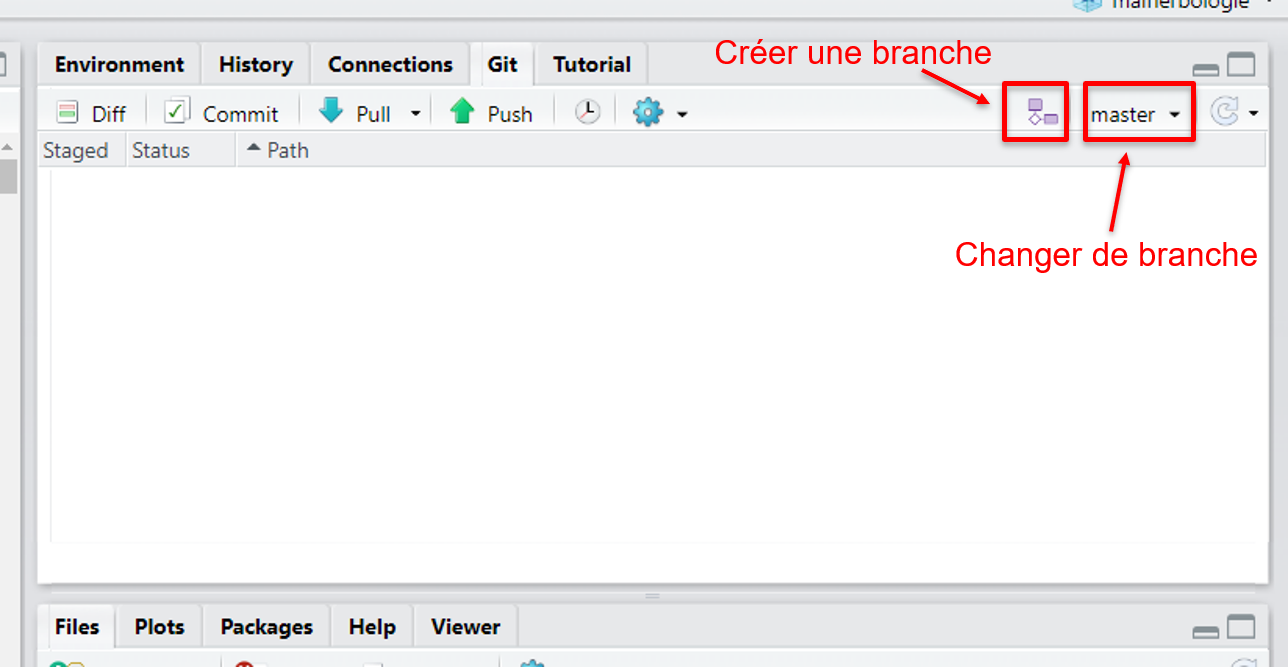 malherbologie
Créer une branche
Environment History Connections Git Tutorial
Diff Commit Pull Push master
Staged Status Path
Changer de branche
Files Plots Packages Help Viewer